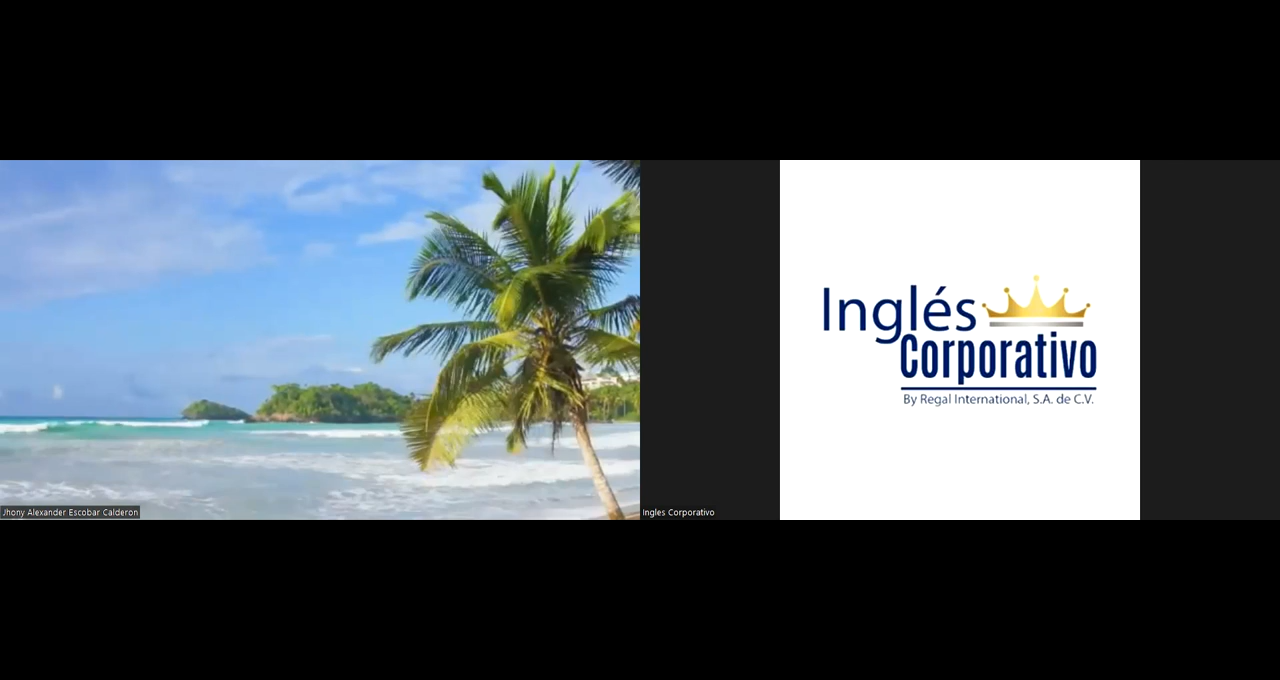 Inglés
Corporativo
By Regal International, S.A. de C.V.
Jhony Alexander Escobar Calderon
Ingles Corporativo